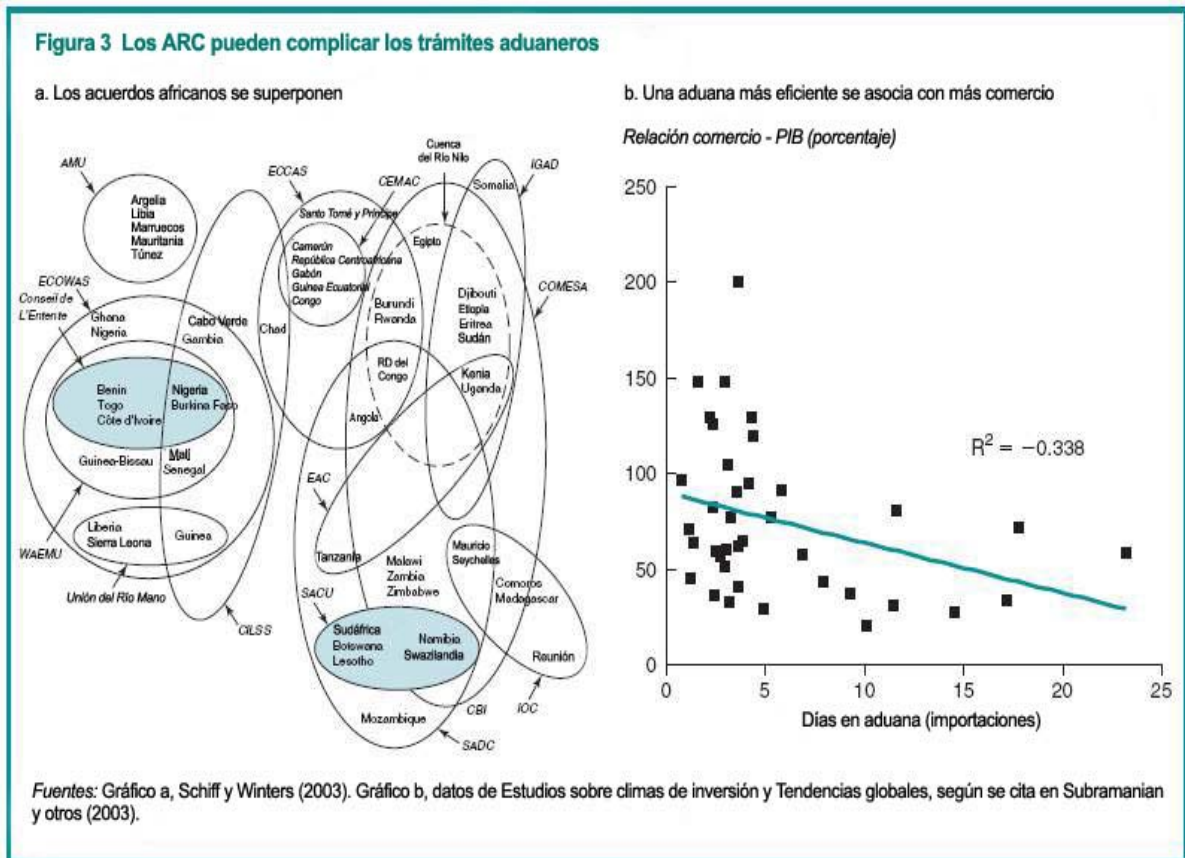 Figura 3 Los ARC pueden complicar los trámites aduaneros
a. Los acuerdos africanos se superponen
AMU
Argelia
Libia
Marruecos
Mauritania
Túnez
ECOWAS
Conseil de
L'Entente
Ghana
Nigeria
Cabo Verde
Gambia
Benin
Togo
Côte d'Ivoire
Nigeria
Burkina Faso
Guinea-Bissau
Mali
Senegal
Liberia
Sierra Leona
Guinea
WAEMU
Unión del Río Mano
CILSS
ECCAS
CEMAC
Santo Tomé y Príncipe
Camerún
República Centroafricana
Gabón
Guinea Ecuatorial
Congo
Chad
Cuenca
del Río Nilo
IGAD
Somalia
Egipto
COMESA
Burundi
Rwanda
Djibouti
Etiopía
Eritrea
Sudán
RD del
Congo
Kenia
Uganda
Angola
EAC
Tanzania
Malawi
Zambia
Zimbabwe
Mauricio
Seychelles
Comoros
Madagascar
SACU
Sudáfrica
Botswana
Lesotho
Namibia
Swazilandia
Reunión
Mozambique
CBI
IOC
SADC
b. Una aduana más eficiente se asocia con más comercio
Relación comercio - PIB (porcentaje)
250
200
150
100
50
0
R² = −0.338
0 5 10 15 20 25
Días en aduana (importaciones)
Fuentes: Gráfico a, Schiff y Winters (2003). Gráfico b, datos de Estudios sobre climas de inversión y Tendencias globales, según se cita en Subramanian
y otros (2003).